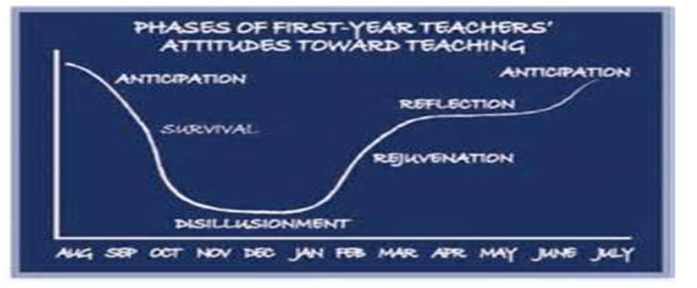 PHASES OF FIRST-YEAR TEACHERS'
ATTITUDES TOWARD TEACHING
ANTICIPATION
ANTICIPATION
REFLECTION
SURVIVAL
REJUVENATION
DISILLUSIONMENT
AUG SEP OCT NOV DEC JAN FEB MAR APR MAY JUNE JULY